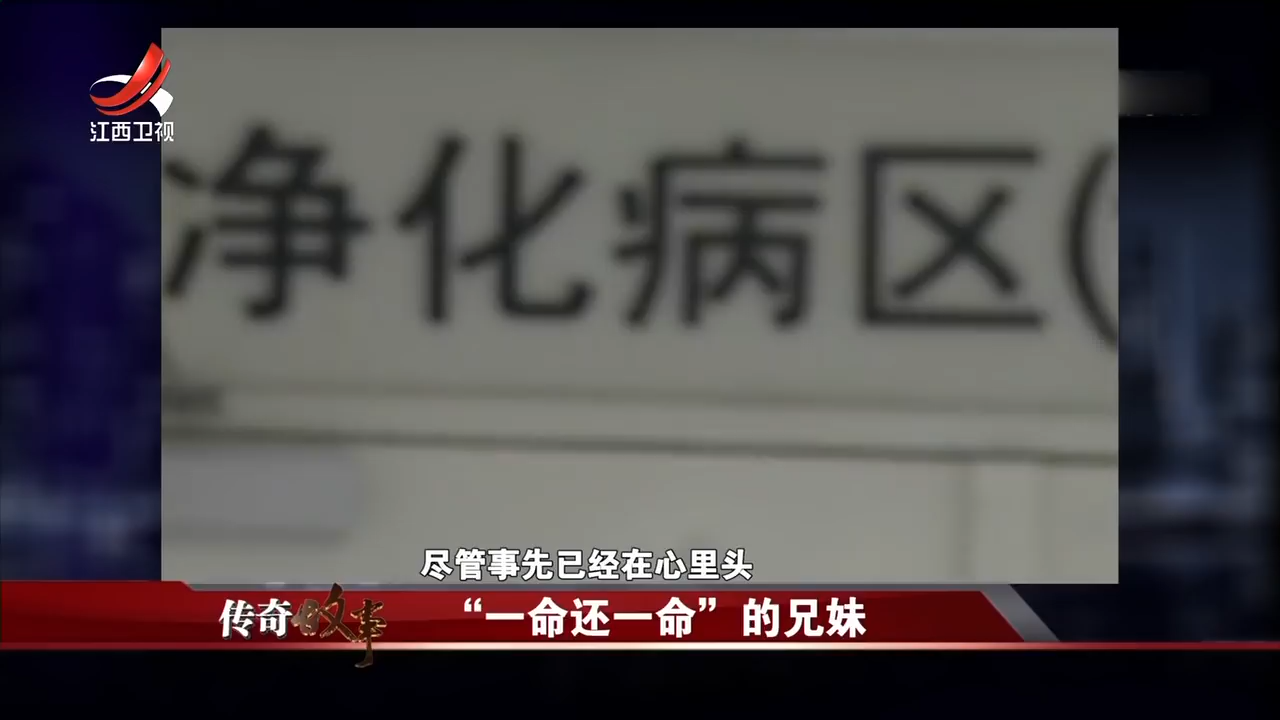 江西卫视
净化病区(
尽管事先已经在心里头
传奇故事
“一命还一命”的兄妹